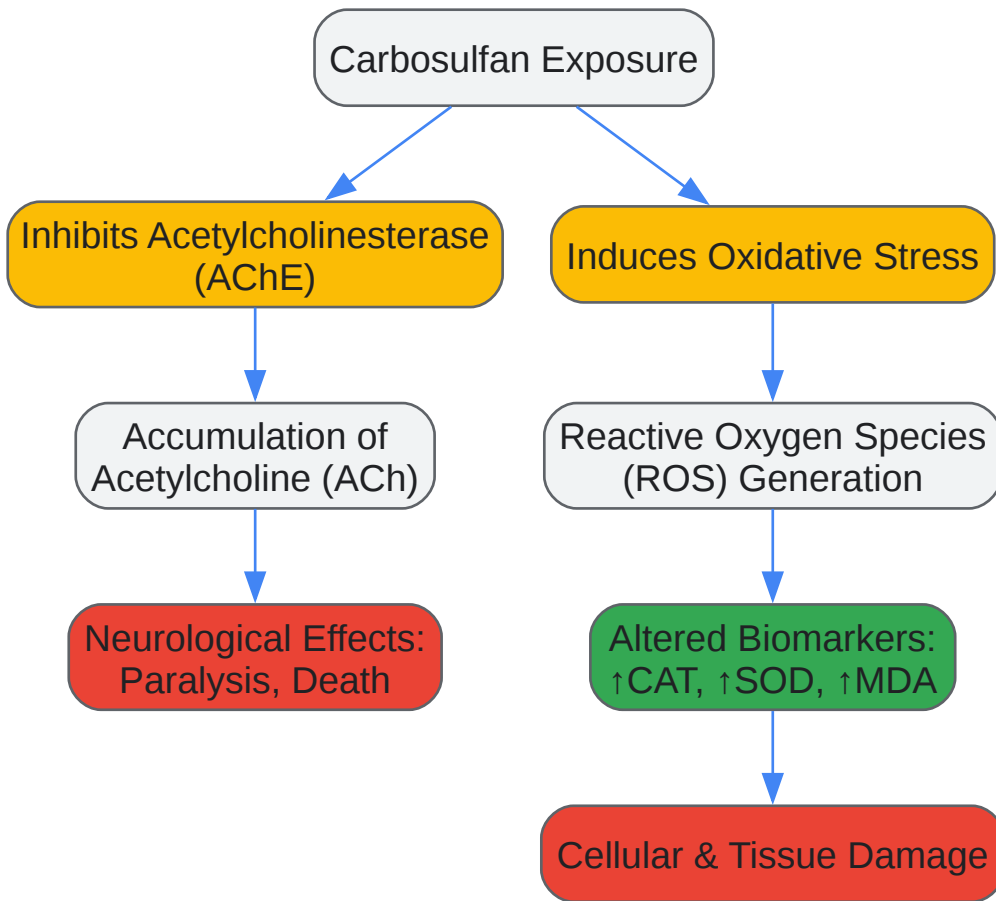 Carbosulfan Exposure
Inhibits Acetylcholinesterase
(AChE)
Induces Oxidative Stress
Accumulation of
Acetylcholine (ACh)
Reactive Oxygen Species
(ROS) Generation
Neurological Effects:
Paralysis, Death
Altered Biomarkers:
↑CAT, ↑SOD, ↑MDA
Cellular & Tissue Damage